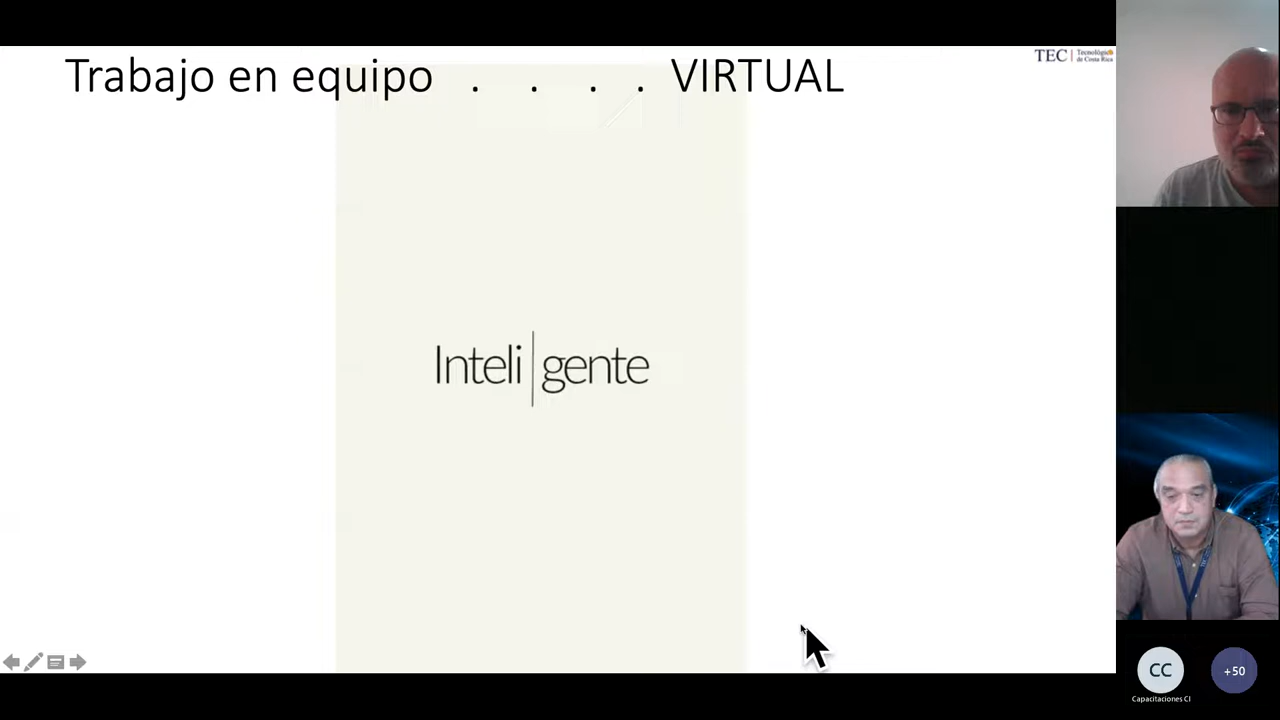 Trabajo en equipo . . . . VIRTUAL
TEC | Tecnológico
de Costa Rica
Inteli|gente
CC
+50
Capacitaciones CI